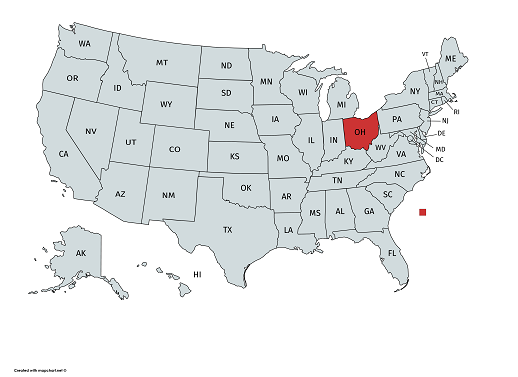 WA
OR
CA
NV
ID
MT
WY
UT
AZ
CO
NM
ND
SD
NE
KS
OK
TX
MN
IA
MO
AR
LA
WI
IL
MS
MI
IN
KY
TN
AL
OH
WV
GA
FL
SC
NC
VA
PA
NY
VT
NH
ME
MA
CT
RI
NJ
DE
MD
DC
AK
HI
Created with mapchart.net ©